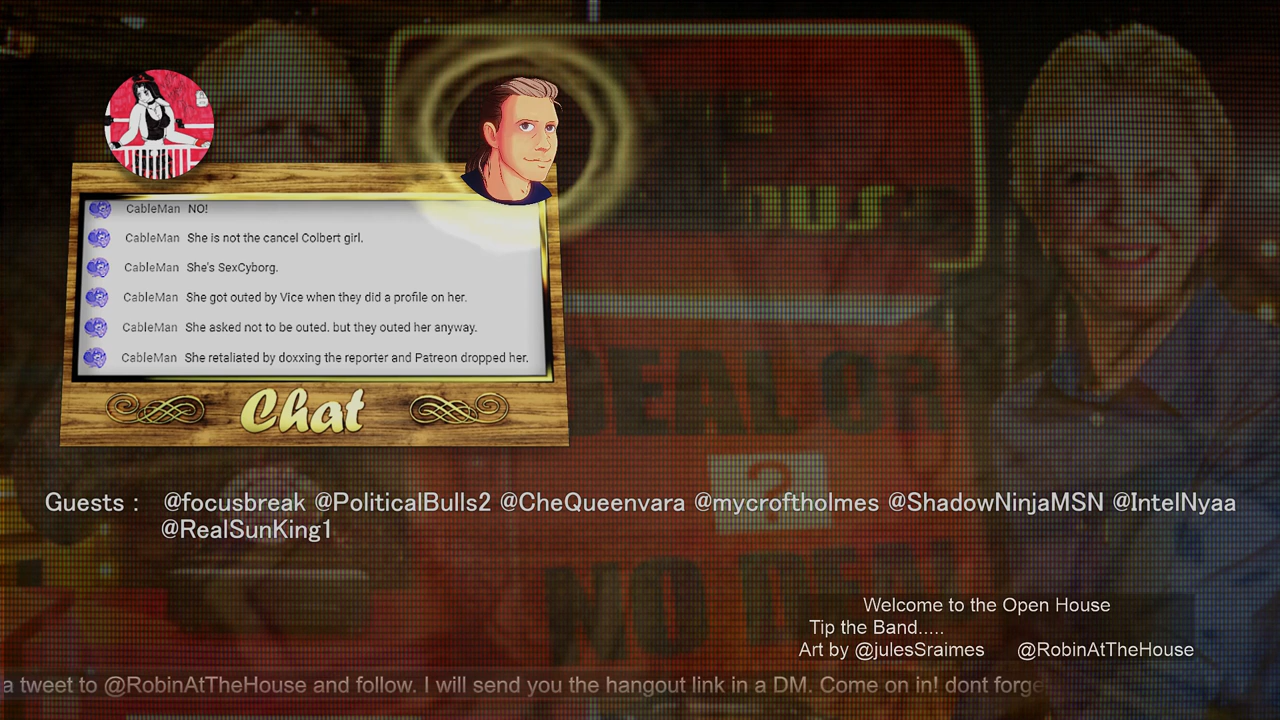 CableMan NO!
CableMan She is not the cancel Colbert girl.
CableMan She's SexCyborg.
CableMan She got outed by Vice when they did a profile on her.
CableMan She asked not to be outed. but they outed her anyway.
CableMan She retaliated by doxxing the reporter and Patreon dropped her.
Chat
DEAL OR
?
NO DEAL
Guests : @focusbreak @PoliticalBulls2 @CheQueenvara @mycroftholmes @ShadowNinjaMSN @IntelNyaa
@RealSunKing1
Welcome to the Open House
Tip the Band.....
Art by @julesSraimes @RobinAtTheHouse
a tweet to @RobinAtTheHouse and follow. I will send you the hangout link in a DM. Come on in! dont forge